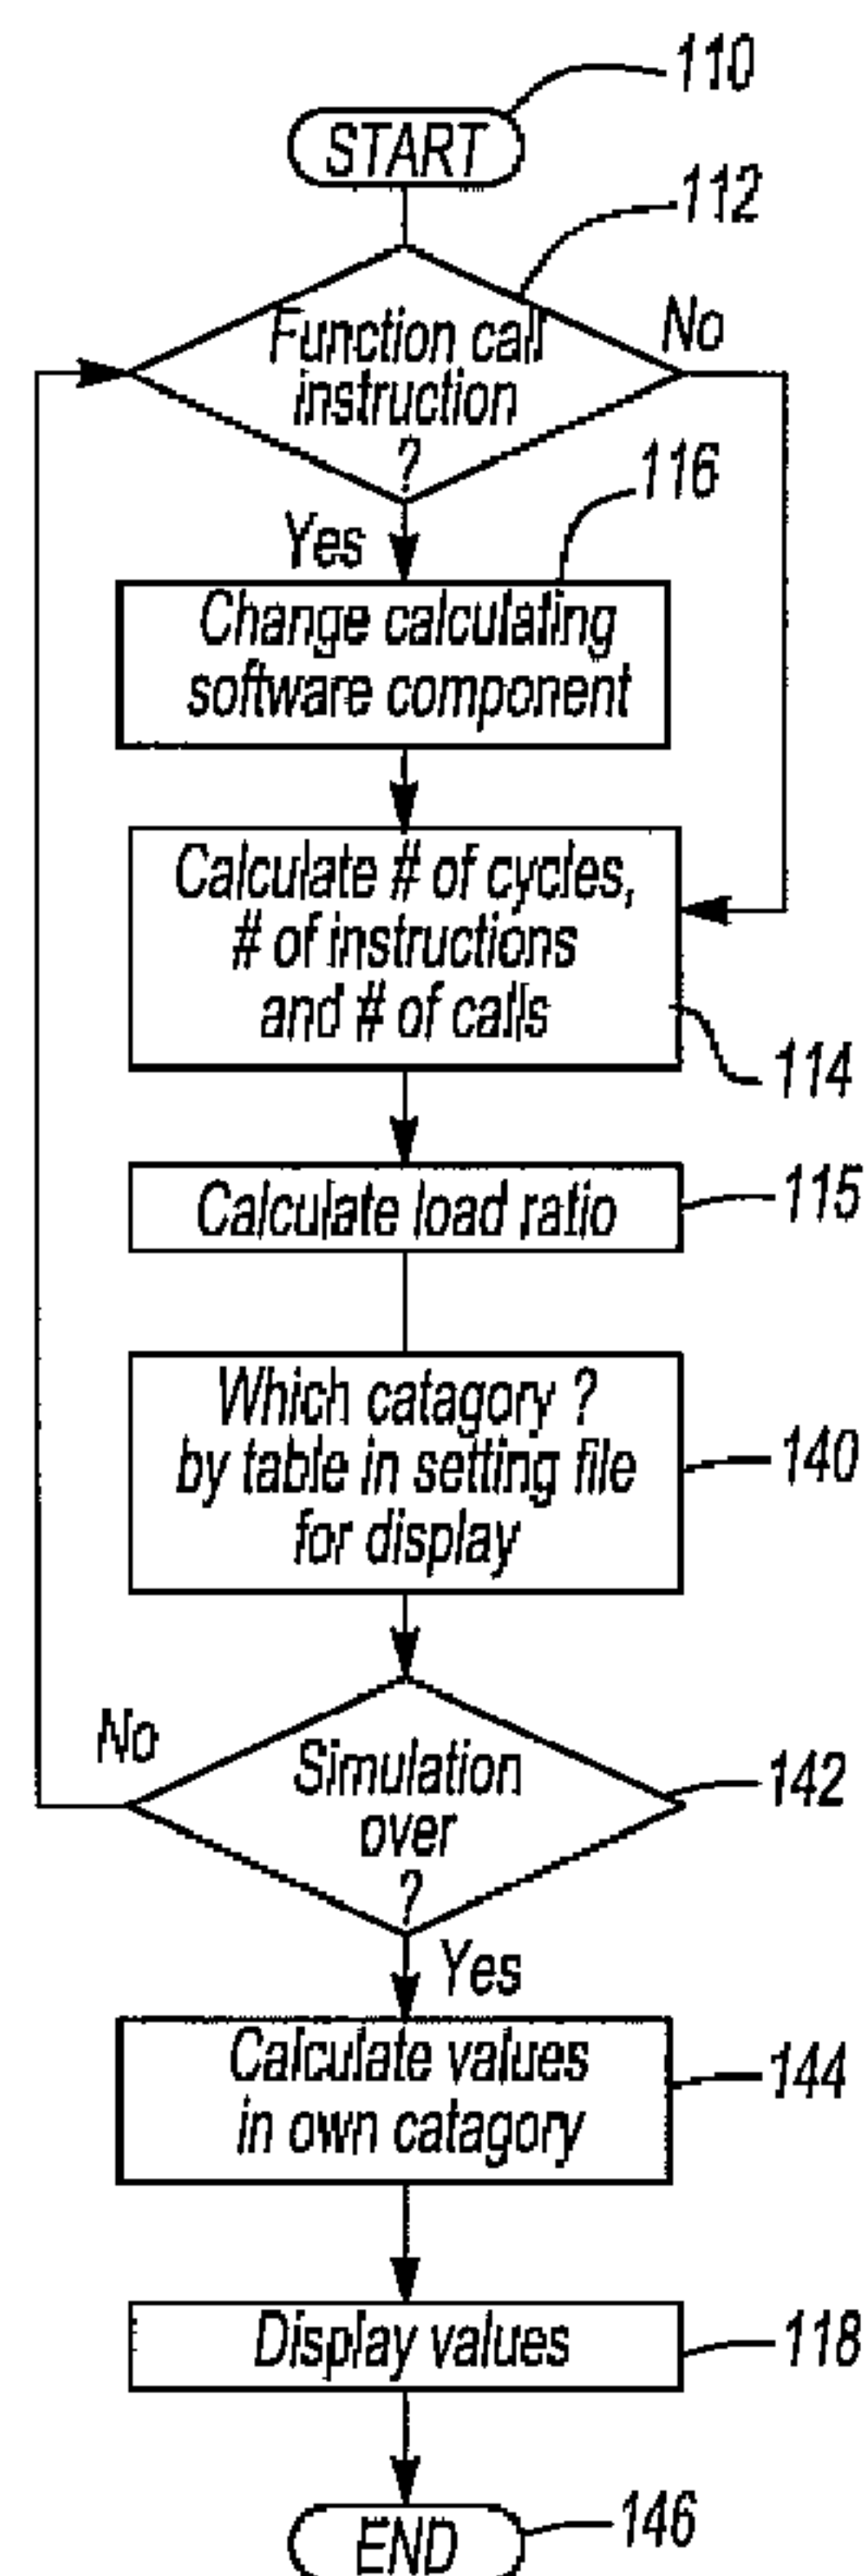 110
START
112
Function call
instruction
?
No
Yes
116
Change calculating
software component
Calculate # of cycles,
# of instructions
and # of calls
114
Calculate load ratio
115
Which catagory ?
by table in setting file
for display
140
No
Simulation
over
?
142
Yes
Calculate values
in own catagory
144
Display values
118
END
146